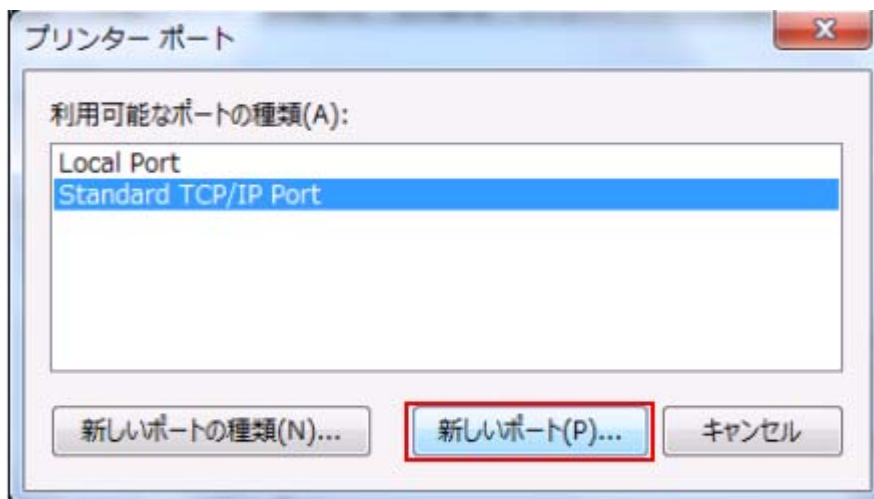 プリンター ポート
利用可能なポートの種類(A):
Local Port
Standard TCP/IP Port
新しいポートの種類(N)... 新しいポート(P)... キャンセル